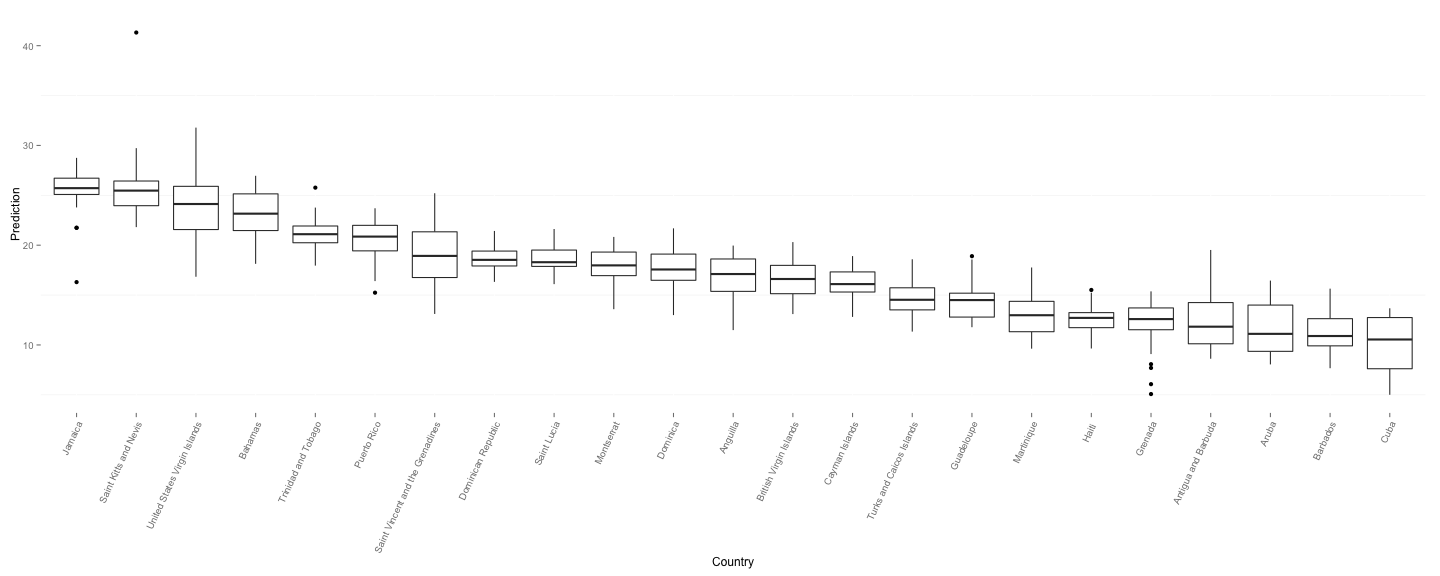 40
30
20
10
Prediction
Jamaica
Saint Kitts and Nevis
United States Virgin Islands
Bahamas
Trinidad and Tobago
Puerto Rico
Saint Vincent and the Grenadines
Dominican Republic
Saint Lucia
Montserrat
Dominica
Anguilla
British Virgin Islands
Cayman Islands
Turks and Caicos Islands
Guadeloupe
Martinique
Haiti
Grenada
Antigua and Barbuda
Aruba
Barbados
Cuba
Country